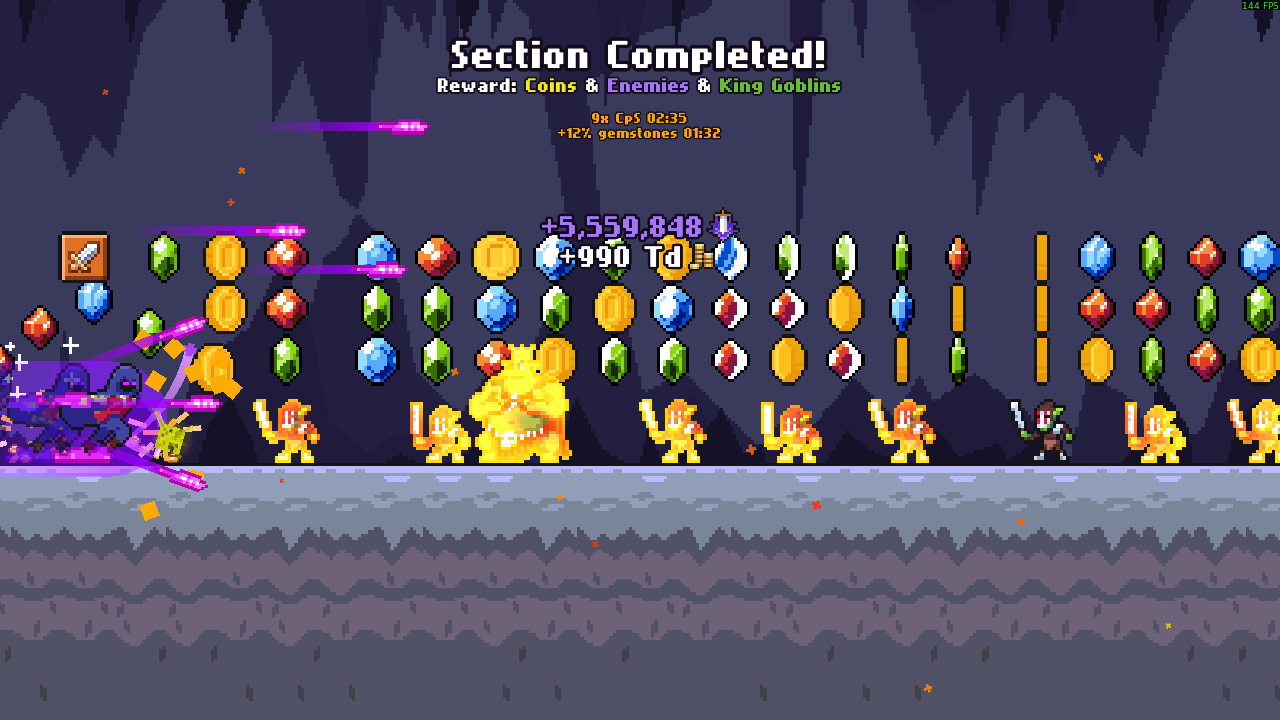 144 FPS
Section Completed!
Reward: Coins & Enemies & King Goblins
9x CpS 02:35
+12% gemstones 01:32
+5,559,848
+990 Td